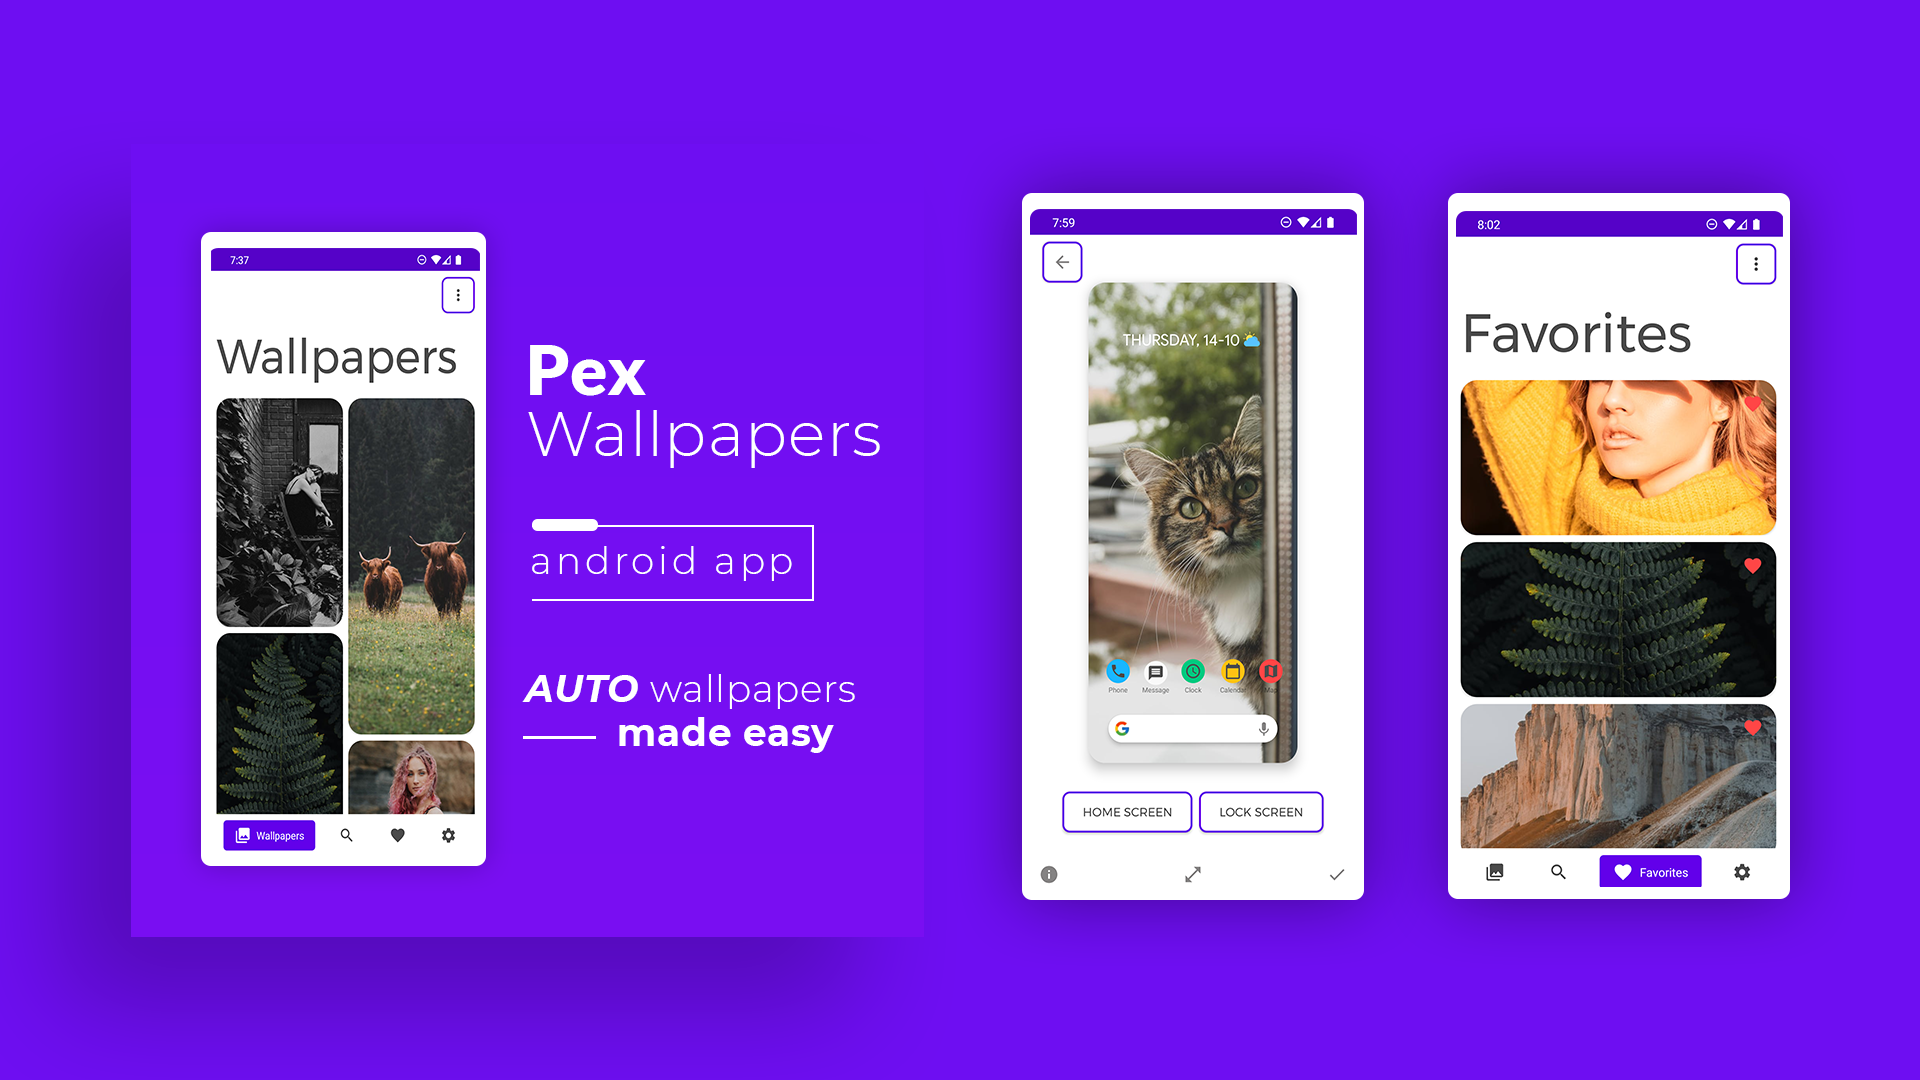 7:37
Wallpapers
Wallpapers
Pex
Wallpapers
android app
AUTO wallpapers
made easy
7:59
THURSDAY, 14-10
Phone
Message
Clock
Calendar
Map
HOME SCREEN
LOCK SCREEN
8:02
Favorites
Favorites